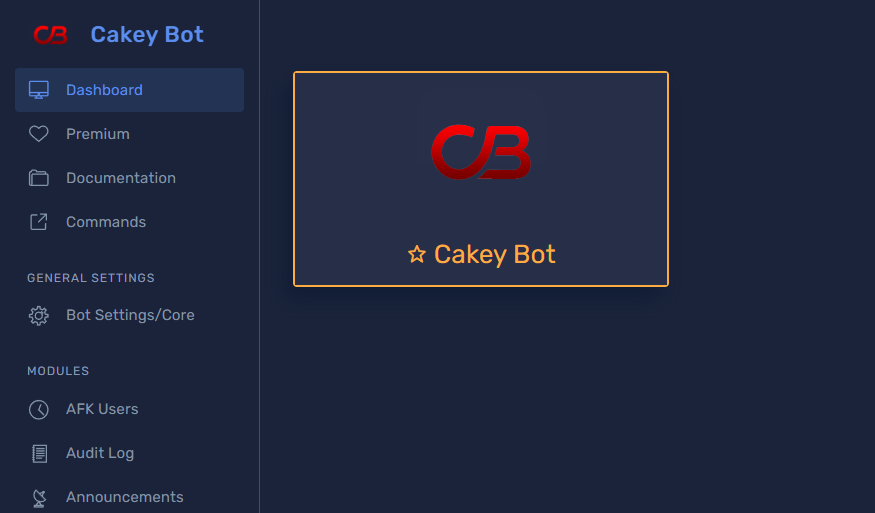 CB Cakey Bot
Dashboard
Premium
Documentation
Commands
GENERAL SETTINGS
Bot Settings/Core
MODULES
AFK Users
Audit Log
Announcements
CB
Cakey Bot